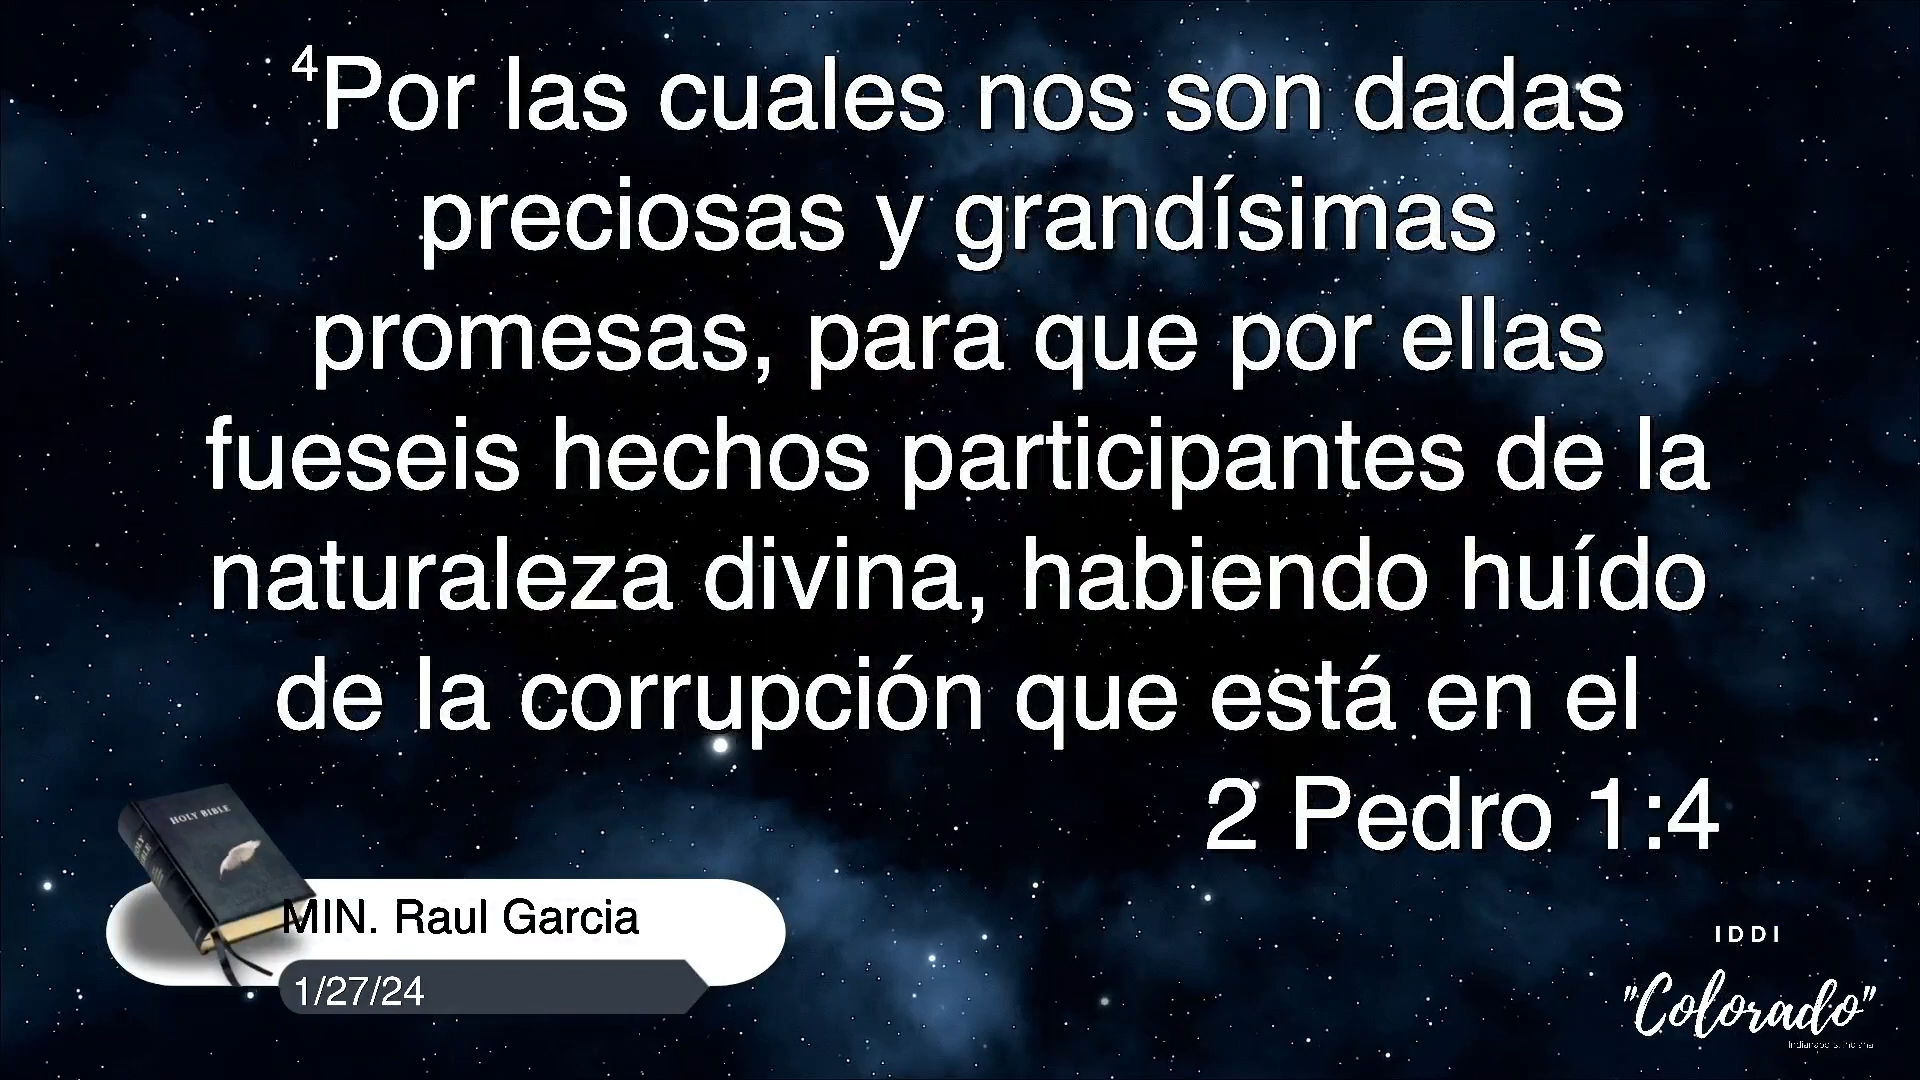 4Por las cuales nos son dadas
preciosas y grandísimas
promesas, para que por ellas
fueseis hechos participantes de la
naturaleza divina, habiendo huído
de la corrupción que está en el
2 Pedro 1:4
HOLY BIBLE
MIN. Raul Garcia
1/27/24
IDDI
"Colorado"
Indianapolis, Indiana